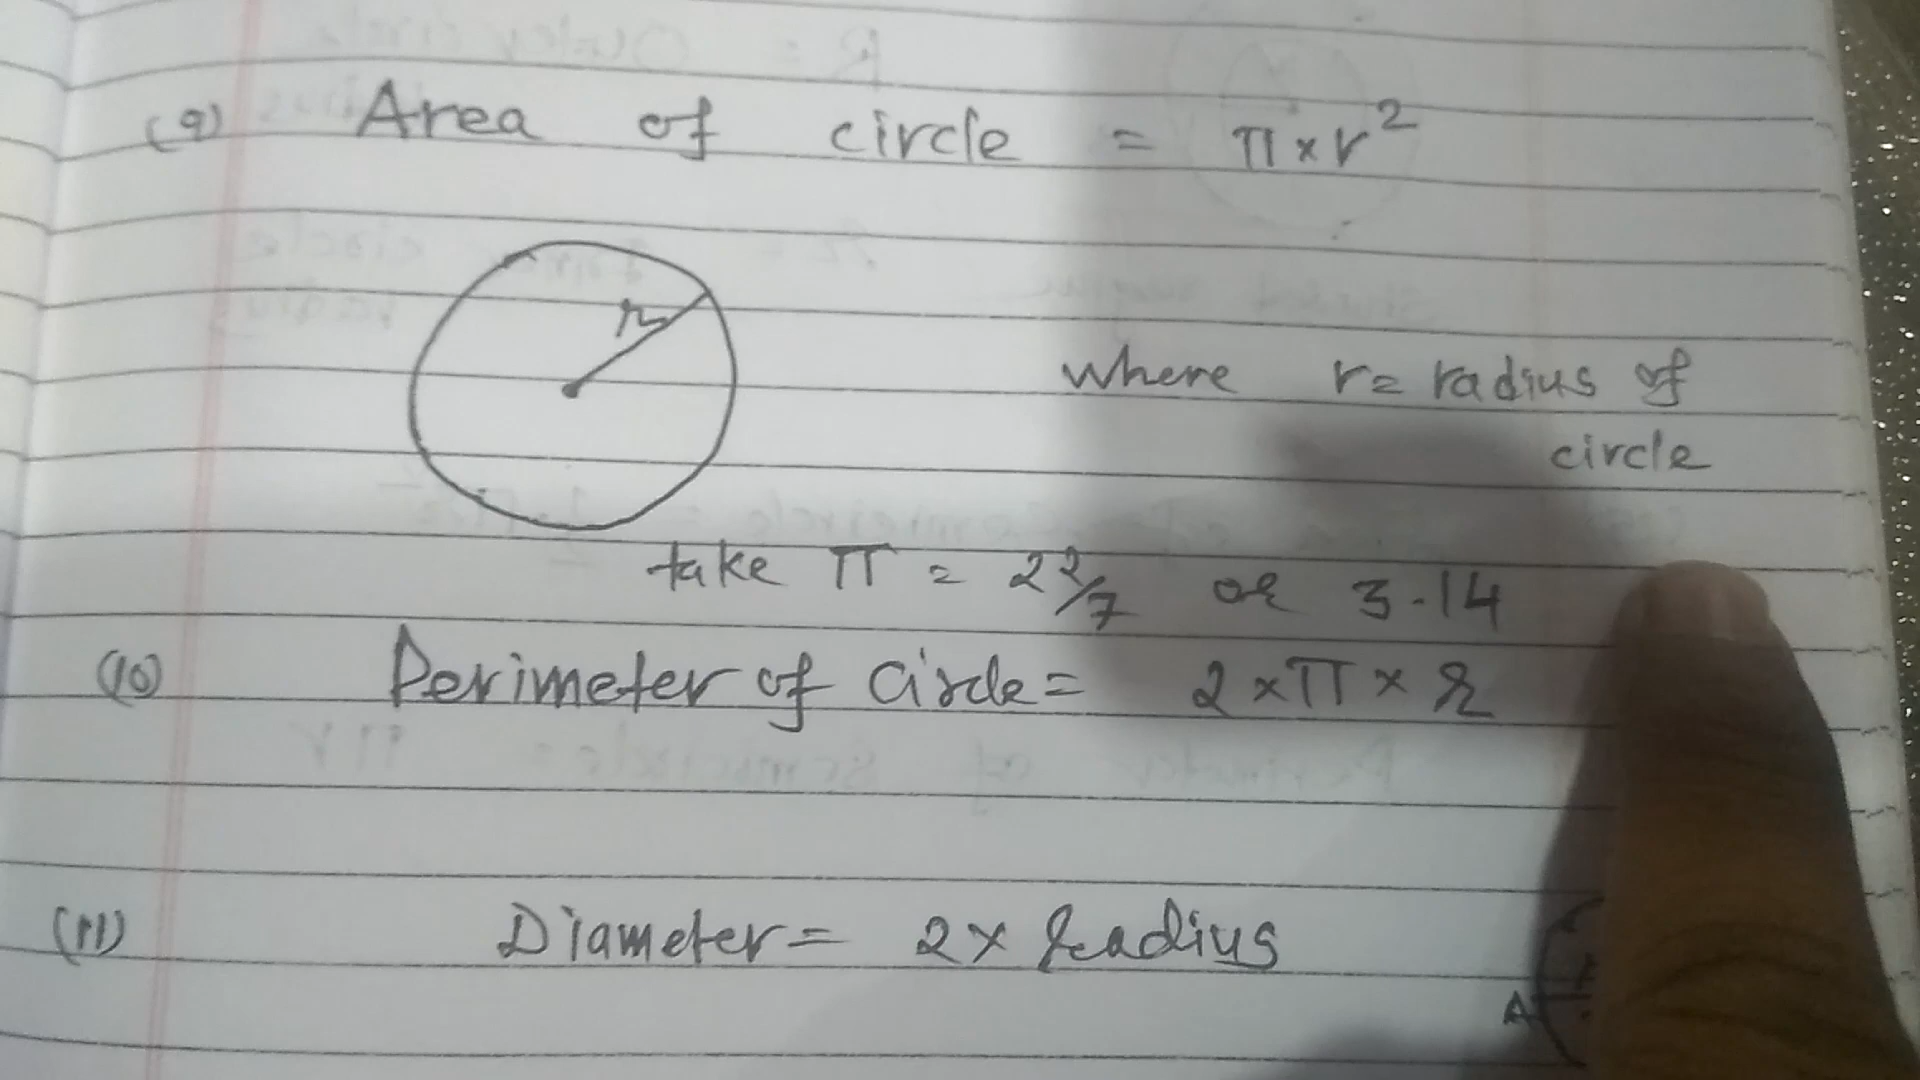 (9) Area of circle = π×r²
r
where r= radius of
circle
take π = 22/7 or 3.14
(10) Perimeter of Circle = 2×π×r
(11) Diameter = 2× Radius
A